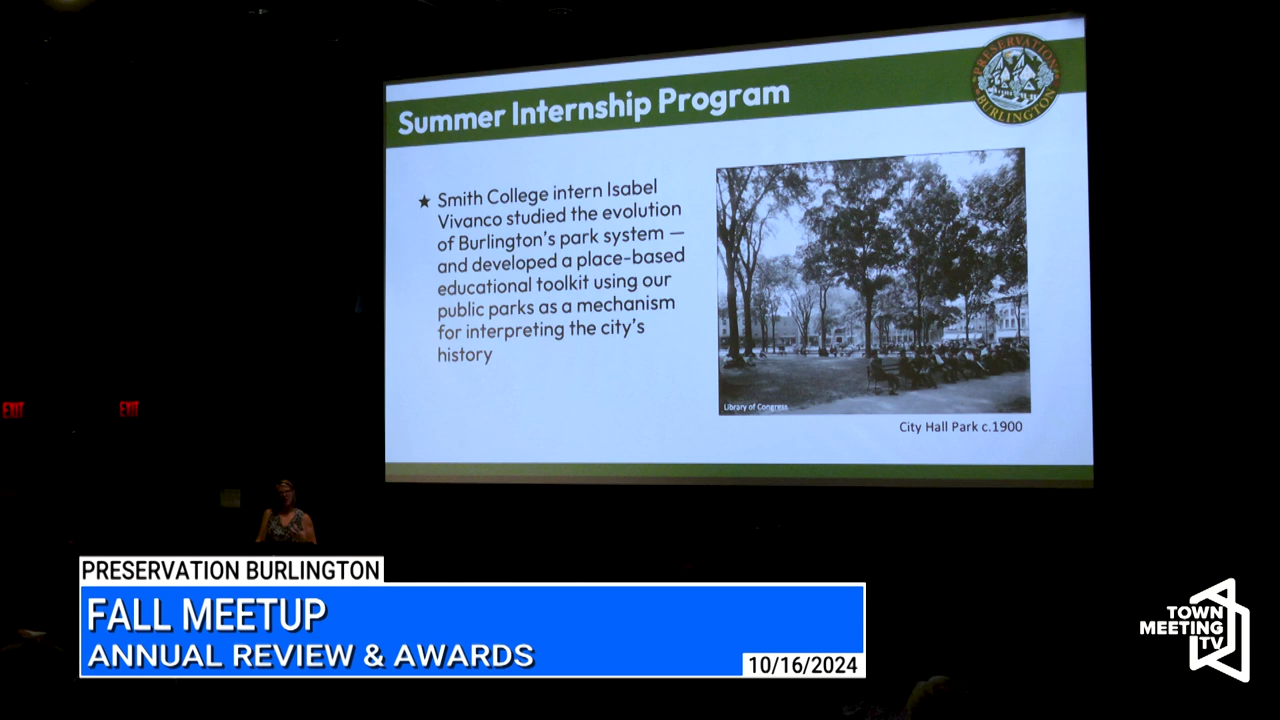 Summer Internship Program
PRESERVATION
BURLINGTON
★ Smith College intern Isabel
Vivanco studied the evolution
of Burlington's park system —
and developed a place-based
educational toolkit using our
public parks as a mechanism
for interpreting the city's
history
Library of Congress
City Hall Park c.1900
EXIT
EXIT
PRESERVATION BURLINGTON
FALL MEETUP
ANNUAL REVIEW & AWARDS
10/16/2024
TOWN
MEETING
TV